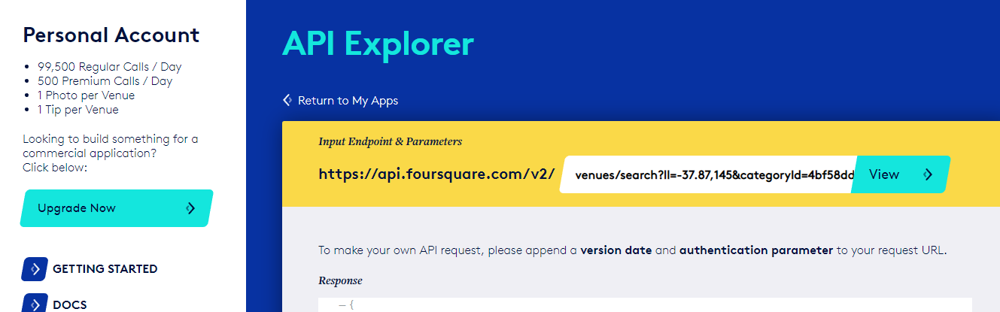 Personal Account
99,500 Regular Calls / Day
500 Premium Calls / Day
1 Photo per Venue
1 Tip per Venue
Looking to build something for a
commercial application?
Click below:
Upgrade Now
GETTING STARTED
DOCS
API Explorer
Return to My Apps
Input Endpoint & Parameters
https://api.foursquare.com/v2/ venues/search?ll=-37.87,145&categoryId=4bf58dd View
To make your own API request, please append a version date and authentication parameter to your request URL.
Response
– {